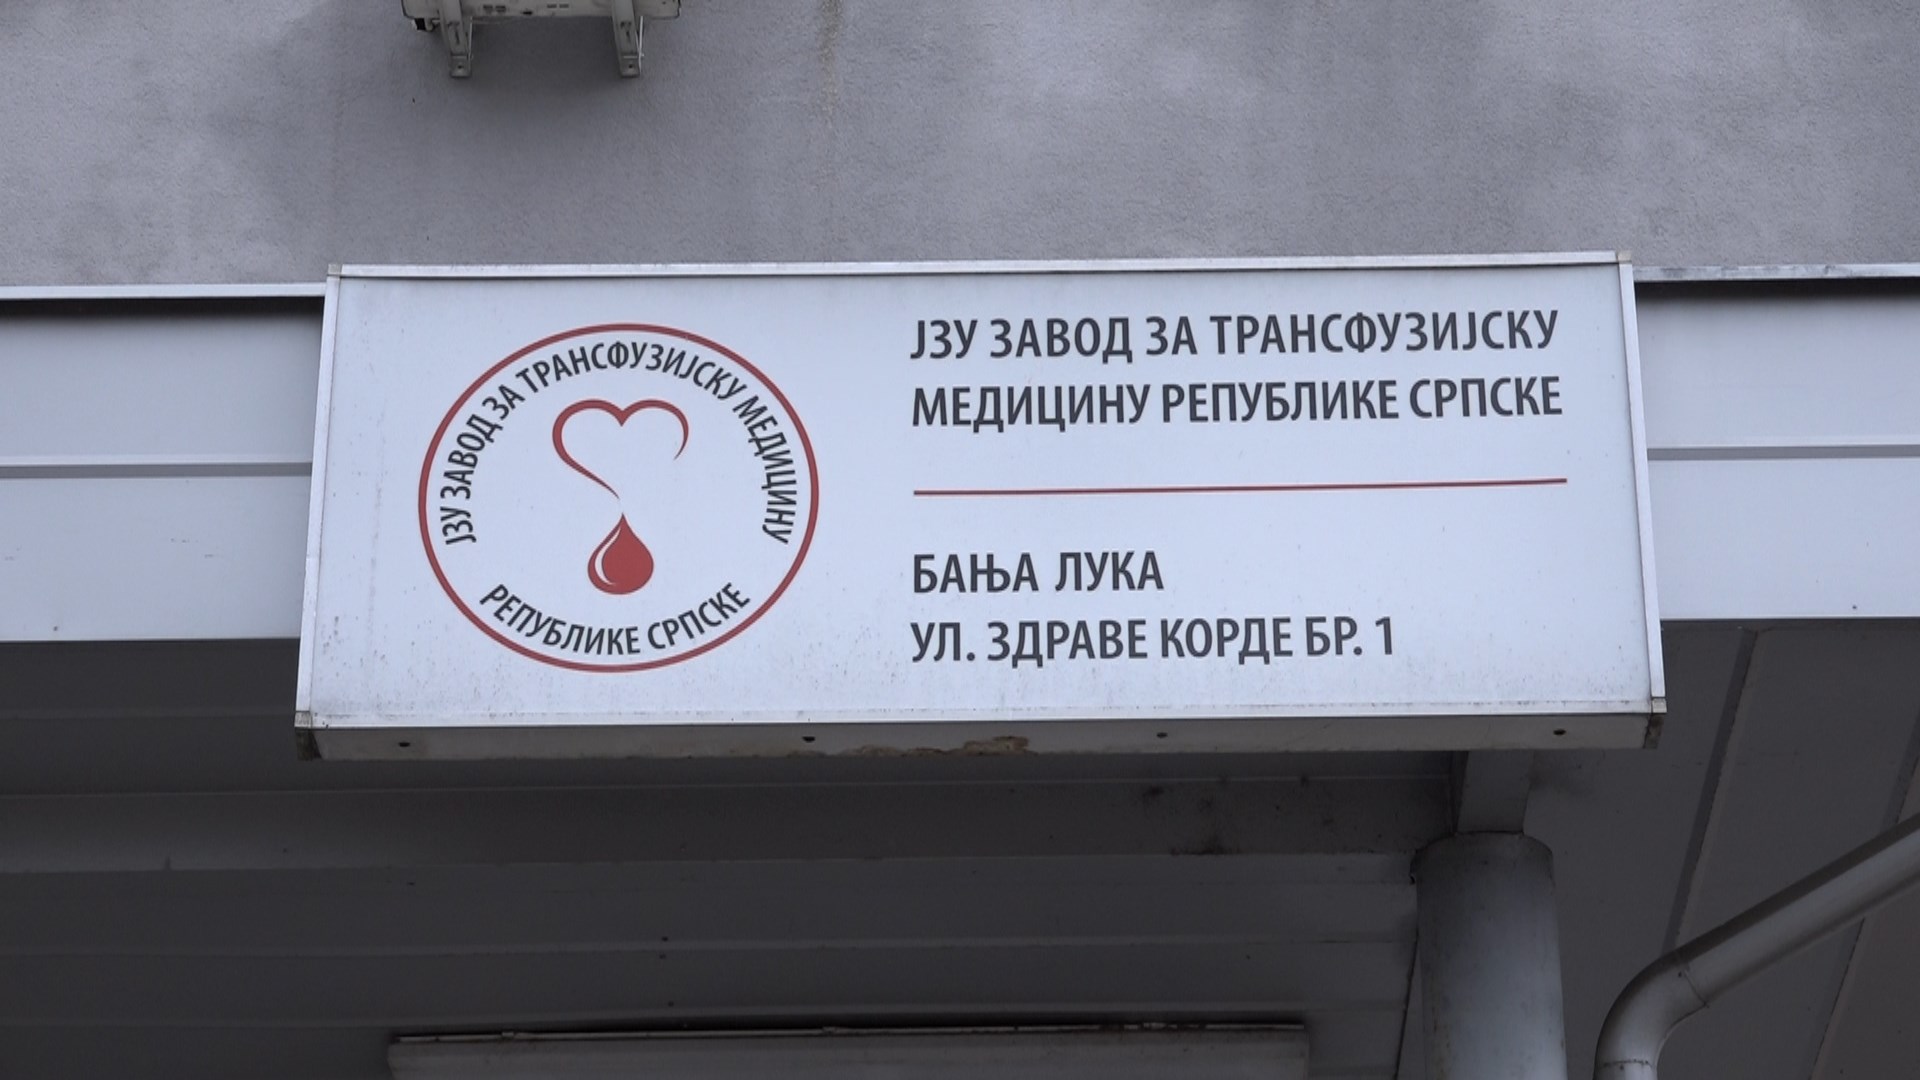 ЈЗУ ЗАВОД ЗА ТРАНСФУЗИЈСКУ МЕДИЦИНУ
РЕПУБЛИКЕ СРПСКЕ
ЈЗУ ЗАВОД ЗА ТРАНСФУЗИЈСКУ
МЕДИЦИНУ РЕПУБЛИКЕ СРПСКЕ
БАЊА ЛУКА
УЛ. ЗДРАВЕ КОРДЕ БР. 1